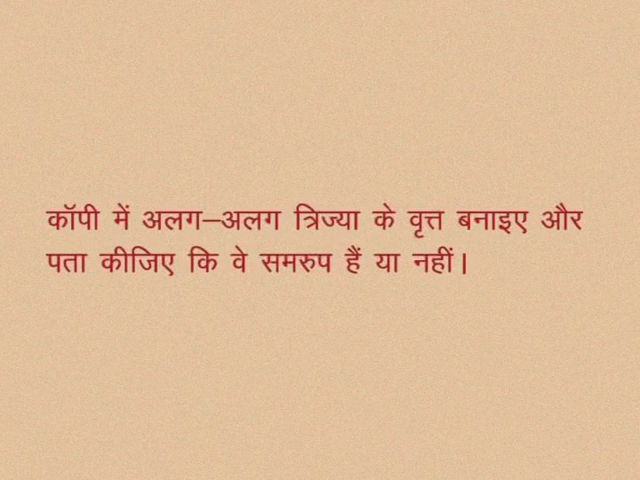 कॉपी में अलग–अलग त्रिज्या के वृत्त बनाइए और
पता कीजिए कि वे समरुप हैं या नहीं।